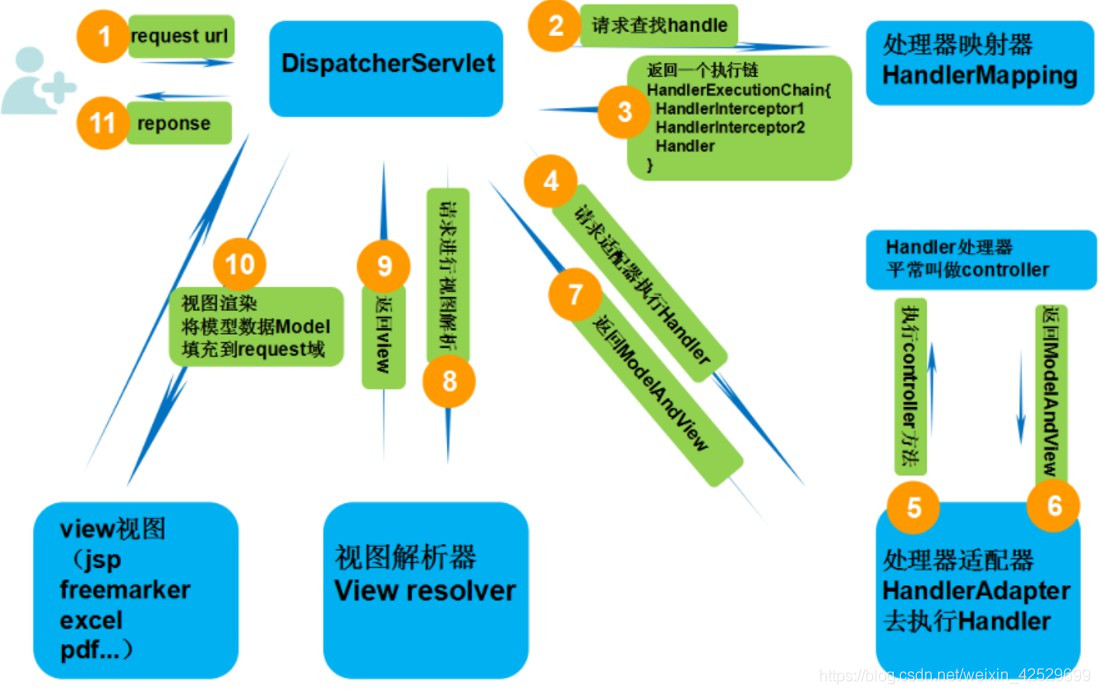 1
request url
DispatcherServlet
2
请求查找handle
处理器映射器
HandlerMapping
11
reponse
3
返回一个执行链
HandlerExecutionChain{
HandlerInterceptor1
HandlerInterceptor2
Handler
}
4
请求适配器执行Handler
7
返回ModelAndView
Handler处理器
平常叫做controller
执行controller方法
5
返回ModelAndView
6
处理器适配器
HandlerAdapter
去执行Handler
请求进行视图解析
8
9
返回view
10
视图渲染
将模型数据Model
填充到request域
view视图
（jsp
freemarker
excel
pdf...）
视图解析器
View resolver
https://blog.csdn.net/weixin_42529699